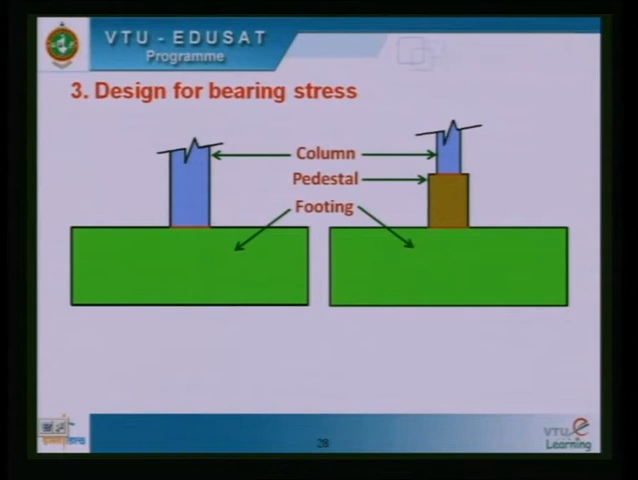 VTU - EDUSAT
Programme
3. Design for bearing stress
Column
Pedestal
Footing
28
VTU e
Learning